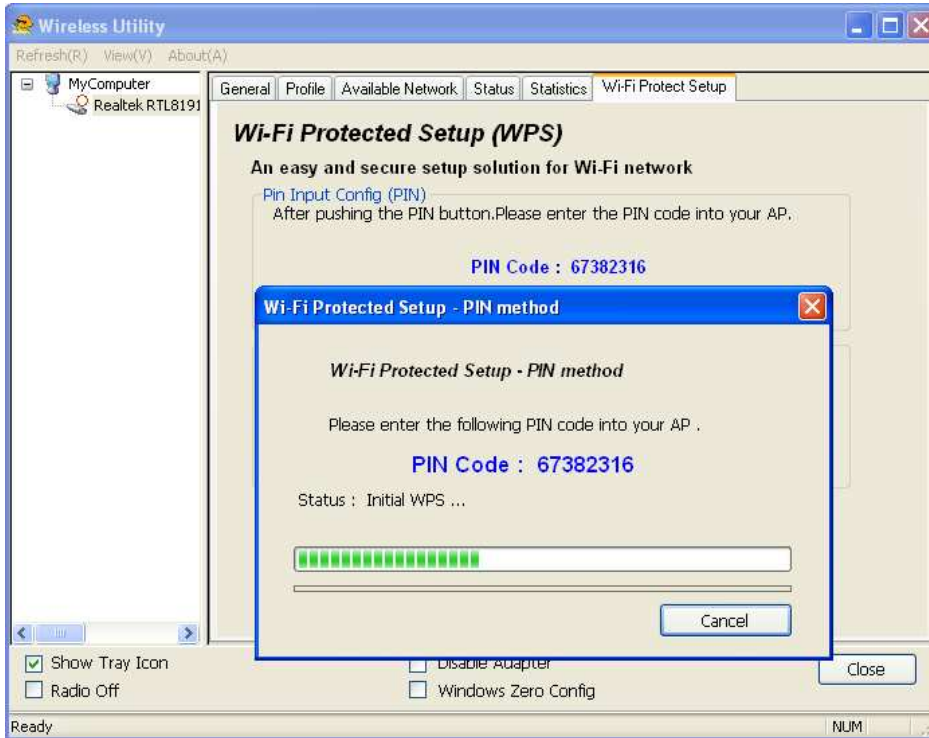 Wireless Utility
Refresh(R) View(V) About(A)
MyComputer
Realtek RTL8191
General Profile Available Network Status Statistics Wi-Fi Protect Setup
Wi-Fi Protected Setup (WPS)
An easy and secure setup solution for Wi-Fi network
Pin Input Config (PIN)
After pushing the PIN button.Please enter the PIN code into your AP.
PIN Code : 67382316
Wi-Fi Protected Setup - PIN method
Wi-Fi Protected Setup - PIN method
Please enter the following PIN code into your AP .
PIN Code : 67382316
Status : Initial WPS ...
Cancel
Show Tray Icon Disable Adapter
Radio Off Windows Zero Config
Close
Ready NUM